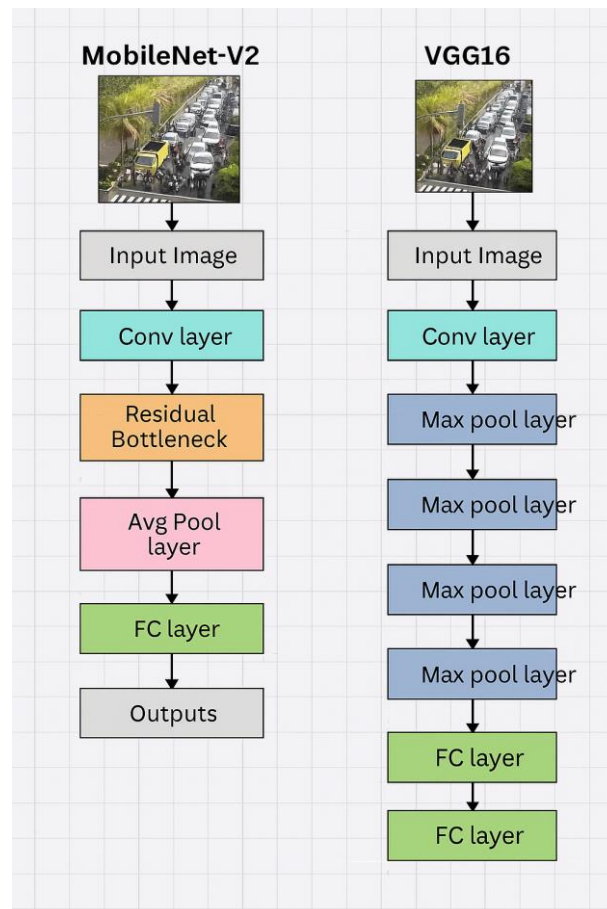 MobileNet-V2
Input Image
Conv layer
Residual
Bottleneck
Avg Pool
layer
FC layer
Outputs
VGG16
Input Image
Conv layer
Max pool layer
Max pool layer
Max pool layer
Max pool layer
FC layer
FC layer